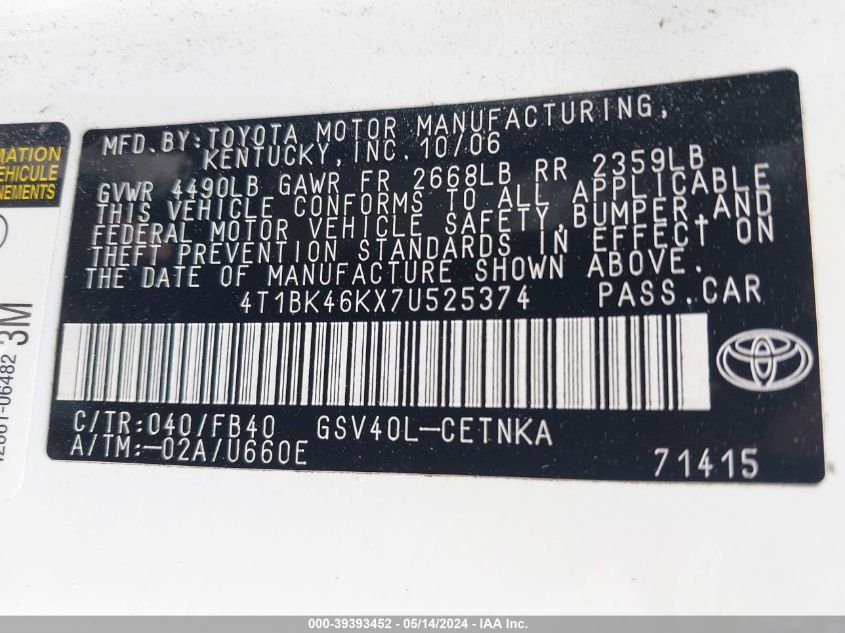 MFD.BY:TOYOTA MOTOR MANUFACTURING,
KENTUCKY,INC.10/06
GVWR 4490LB GAWR FR 2668LB RR 2359LB
THIS VEHICLE CONFORMS TO ALL APPLICABLE
FEDERAL MOTOR VEHICLE SAFETY,BUMPER,AND
THEFT PREVENTION STANDARDS IN EFFECT ON
THE DATE OF MANUFACTURE SHOWN ABOVE.
4T1BK46KX7U525374 PASS.CAR
C/TR:040/FB40 GSV40L-CETNKA
A/TM:-02A/U660E
71415
VEHICULE
3M
000-39393452 - 05/14/2024 - IAA Inc.